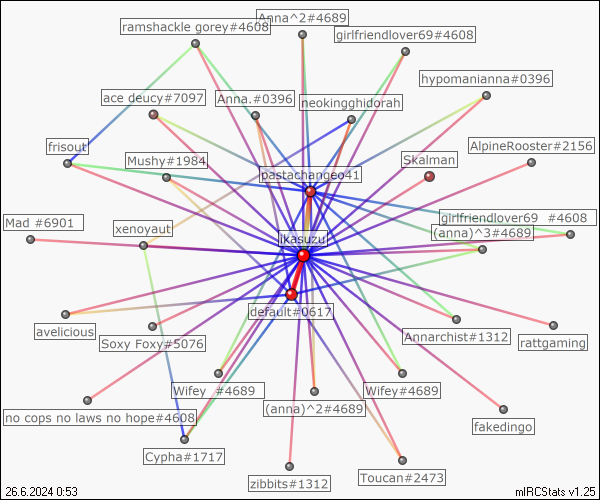 Anna^2#4689
ramshackle gorey#4608
girlfriendlover69#4608
hypomanianna#0396
ace deucy#7097
Anna.#0396
neokingghidorah
frisout
Mushy#1984
Skalman
AlpineRooster#2156
pastachangeo41
Mad #6901
xenoyaut
girlfriendlover69 #4608
(anna)^3#4689
ikasuzu
default#0617
avelicious
Soxy Foxy#5076
Annarchist#1312
rattgaming
Wifey #4689
Wifey#4689
(anna)^2#4689
no cops no laws no hope#4608
fakedingo
Cypha#1717
zibbits#1312
Toucan#2473
26.6.2024 0:53
mIRCStats v1.25